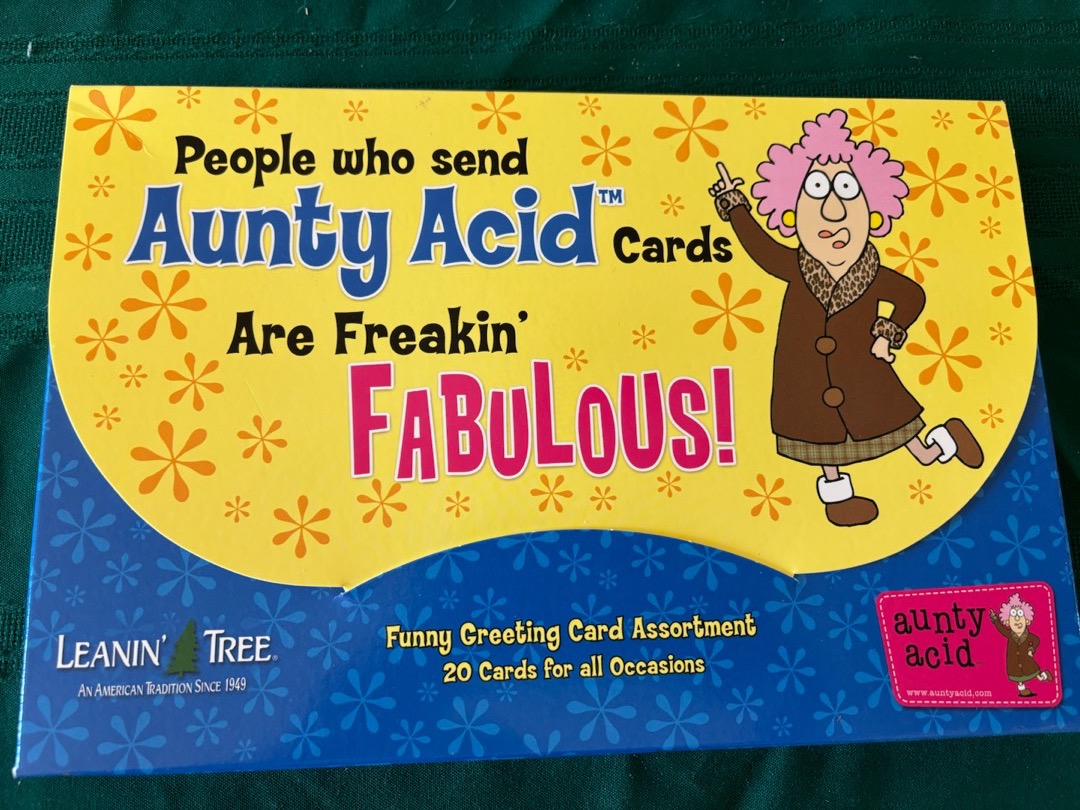 People who send
Aunty Acid™ Cards
Are Freakin'
FABULOUS!
LEANIN' TREE®
AN AMERICAN TRADITION SINCE 1949
Funny Greeting Card Assortment
20 Cards for all Occasions
aunty
acid
www.auntyacid.com